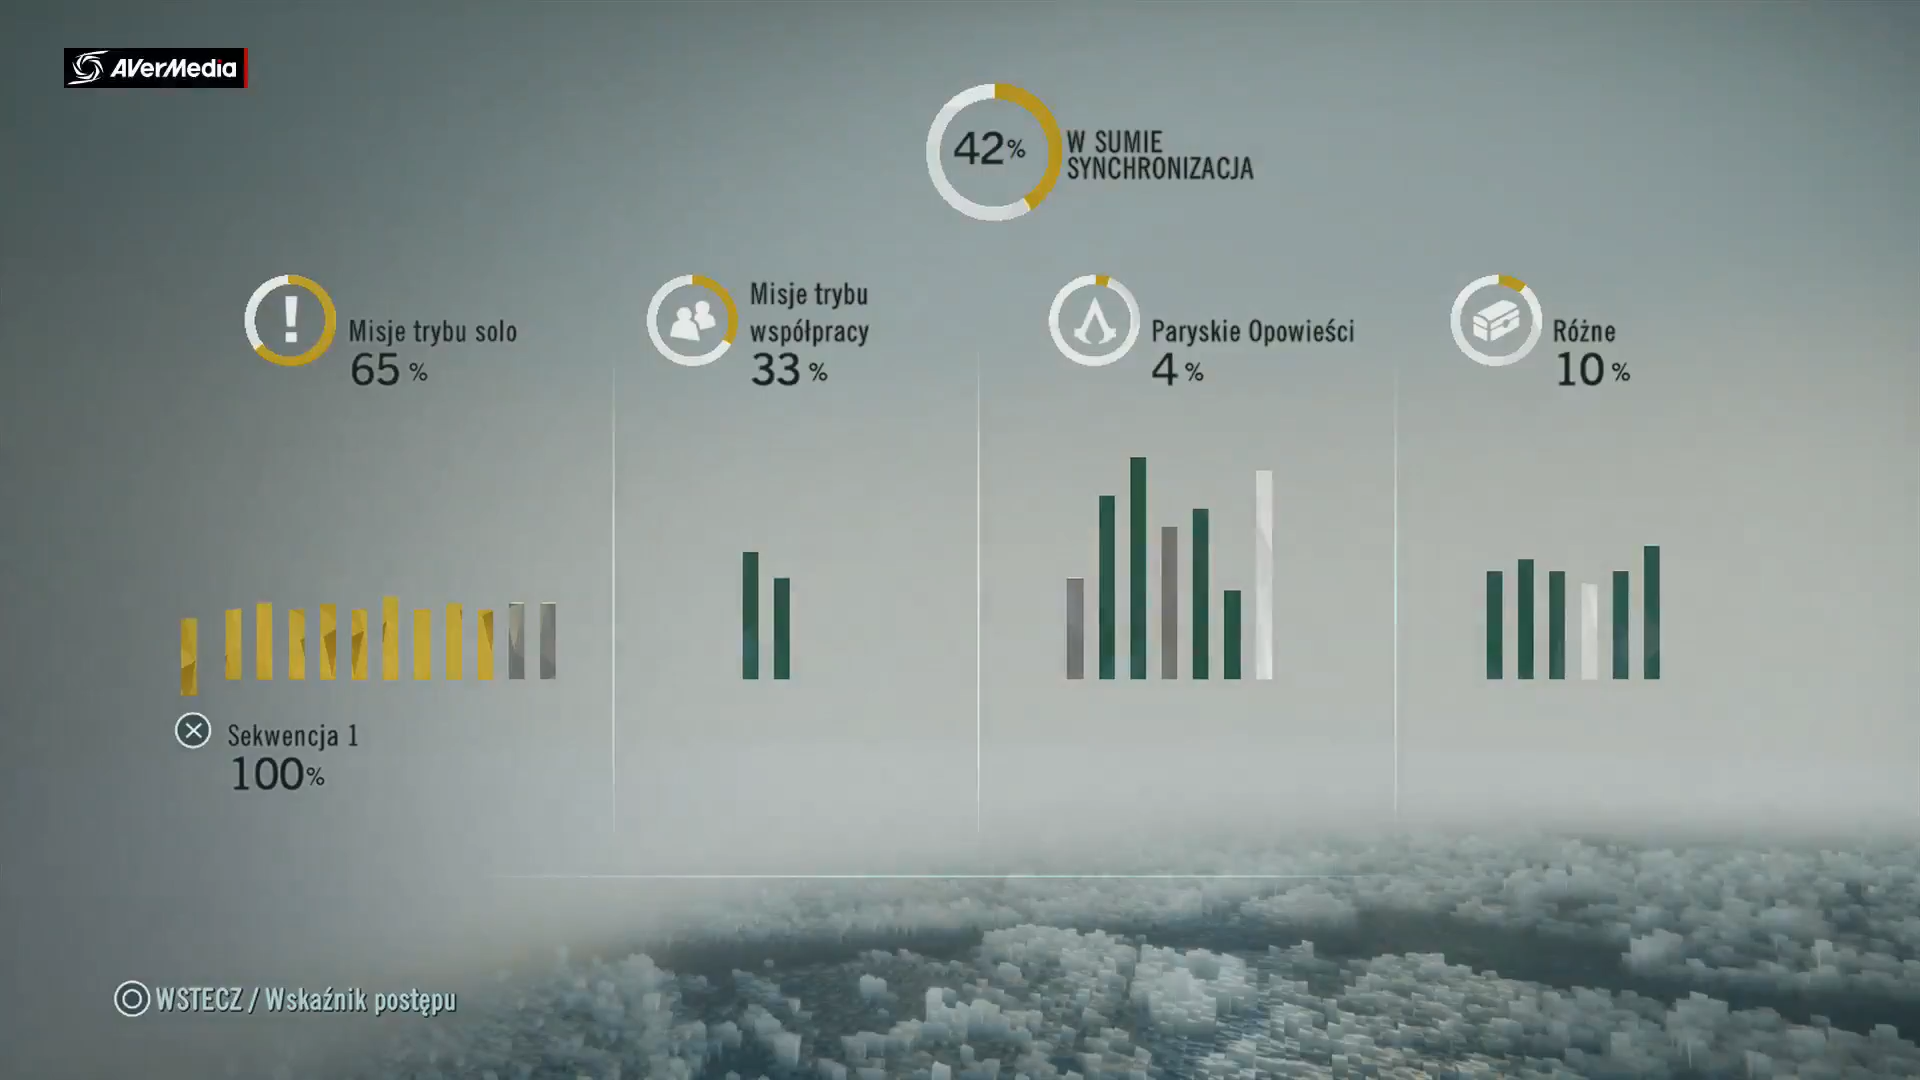 AVerMedia
42%
W SUMIE
SYNCHRONIZACJA
Misje trybu solo
65 %
Misje trybu
współpracy
33 %
Paryskie Opowieści
4 %
Różne
10 %
Sekwencja 1
100%
WSTECZ / Wskaźnik postępu